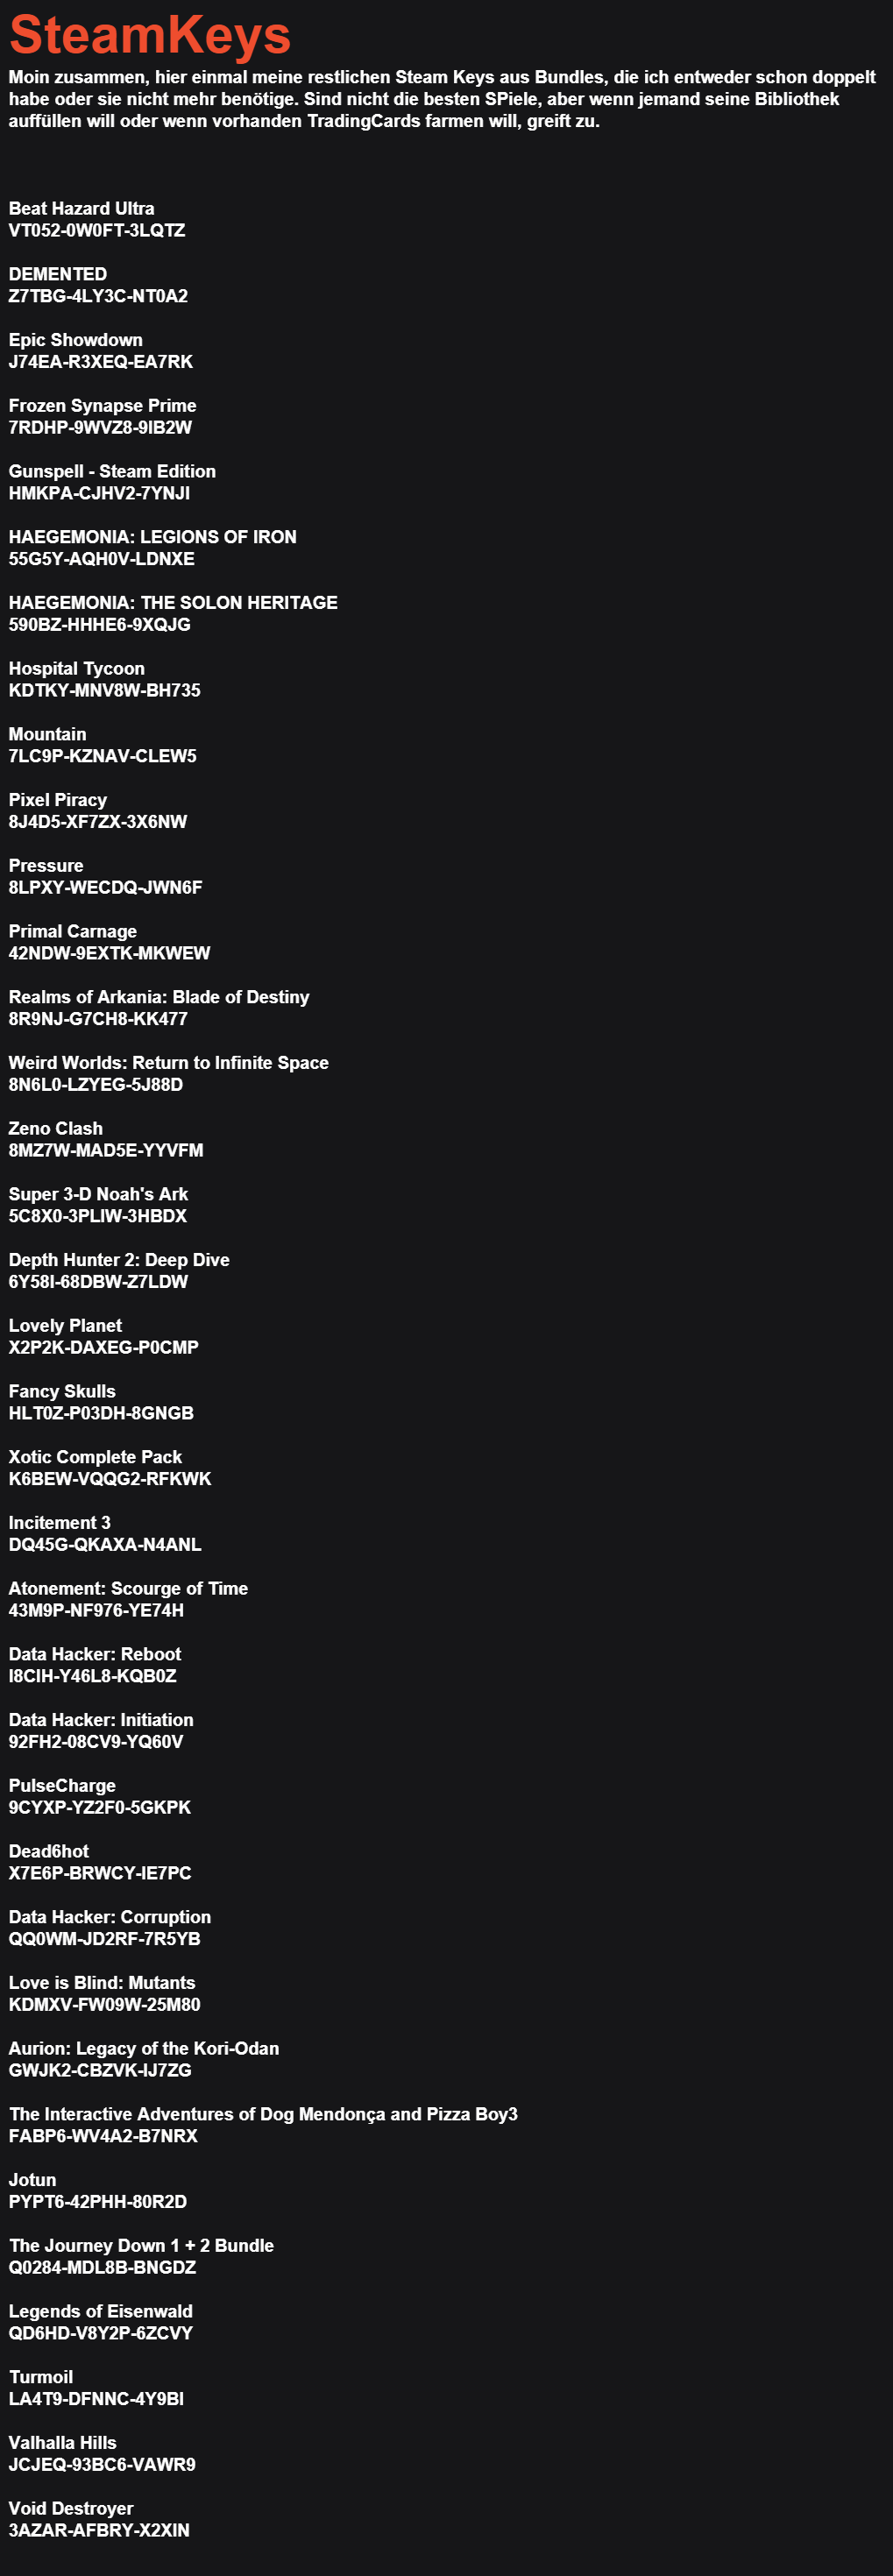 SteamKeys
Moin zusammen, hier einmal meine restlichen Steam Keys aus Bundles, die ich entweder schon doppelt
habe oder sie nicht mehr benötige. Sind nicht die besten SPiele, aber wenn jemand seine Bibliothek
auffüllen will oder wenn vorhanden TradingCards farmen will, greift zu.
Beat Hazard Ultra
VT052-0W0FT-3LQTZ
DEMENTED
Z7TBG-4LY3C-NT0A2
Epic Showdown
J74EA-R3XEQ-EA7RK
Frozen Synapse Prime
7RDHP-9WVZ8-9IB2W
Gunspell - Steam Edition
HMKPA-CJHV2-7YNJI
HAEGEMONIA: LEGIONS OF IRON
55G5Y-AQH0V-LDNXE
HAEGEMONIA: THE SOLON HERITAGE
590BZ-HHHE6-9XQJG
Hospital Tycoon
KDTKY-MNV8W-BH735
Mountain
7LC9P-KZNAV-CLEW5
Pixel Piracy
8J4D5-XF7ZX-3X6NW
Pressure
8LPXY-WECDQ-JWN6F
Primal Carnage
42NDW-9EXTK-MKWEW
Realms of Arkania: Blade of Destiny
8R9NJ-G7CH8-KK477
Weird Worlds: Return to Infinite Space
8N6L0-LZYEG-5J88D
Zeno Clash
8MZ7W-MAD5E-YYVFM
Super 3-D Noah's Ark
5C8X0-3PLIW-3HBDX
Depth Hunter 2: Deep Dive
6Y58I-68DBW-Z7LDW
Lovely Planet
X2P2K-DAXEG-P0CMP
Fancy Skulls
HLT0Z-P03DH-8GNGB
Xotic Complete Pack
K6BEW-VQQG2-RFKWK
Incitement 3
DQ45G-QKAXA-N4ANL
Atonement: Scourge of Time
43M9P-NF976-YE74H
Data Hacker: Reboot
I8CIH-Y46L8-KQB0Z
Data Hacker: Initiation
92FH2-08CV9-YQ60V
PulseCharge
9CYXP-YZ2F0-5GKPK
Dead6hot
X7E6P-BRWCY-IE7PC
Data Hacker: Corruption
QQ0WM-JD2RF-7R5YB
Love is Blind: Mutants
KDMXV-FW09W-25M80
Aurion: Legacy of the Kori-Odan
GWJK2-CBZVK-IJ7ZG
The Interactive Adventures of Dog Mendonça and Pizza Boy3
FABP6-WV4A2-B7NRX
Jotun
PYPT6-42PHH-80R2D
The Journey Down 1 + 2 Bundle
Q0284-MDL8B-BNGDZ
Legends of Eisenwald
QD6HD-V8Y2P-6ZCVY
Turmoil
LA4T9-DFNNC-4Y9BI
Valhalla Hills
JCJEQ-93BC6-VAWR9
Void Destroyer
3AZAR-AFBRY-X2XIN